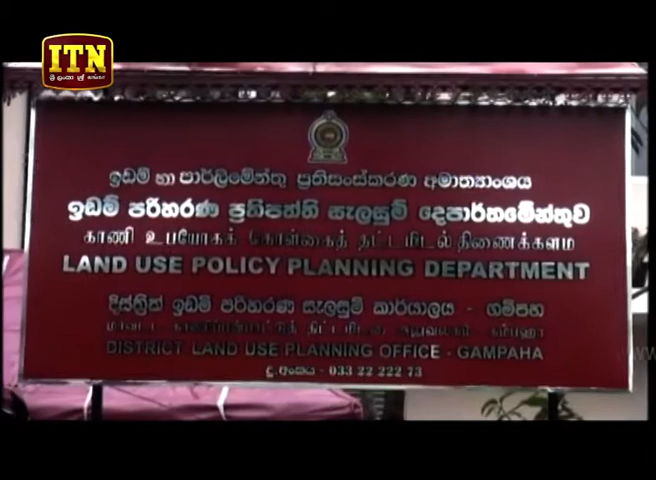 ITN
ඉඩම් හා පාර්ලිමේන්තු ප්‍රතිසංස්කරණ අමාත්‍යාංශය
ඉඩම් පරිහරණ ප්‍රතිපත්ති සැලසුම් දෙපාර්තමේන්තුව
காணி உபயோகக் கொள்கைத் திட்டமிடல் திணைக்களம்
LAND USE POLICY PLANNING DEPARTMENT
දිස්ත්‍රික් ඉඩම් පරිහරණ සැලසුම් කාර්යාලය - ගම්පහ
DISTRICT LAND USE PLANNING OFFICE - GAMPAHA
දු.අංකය - 033 22 222 73